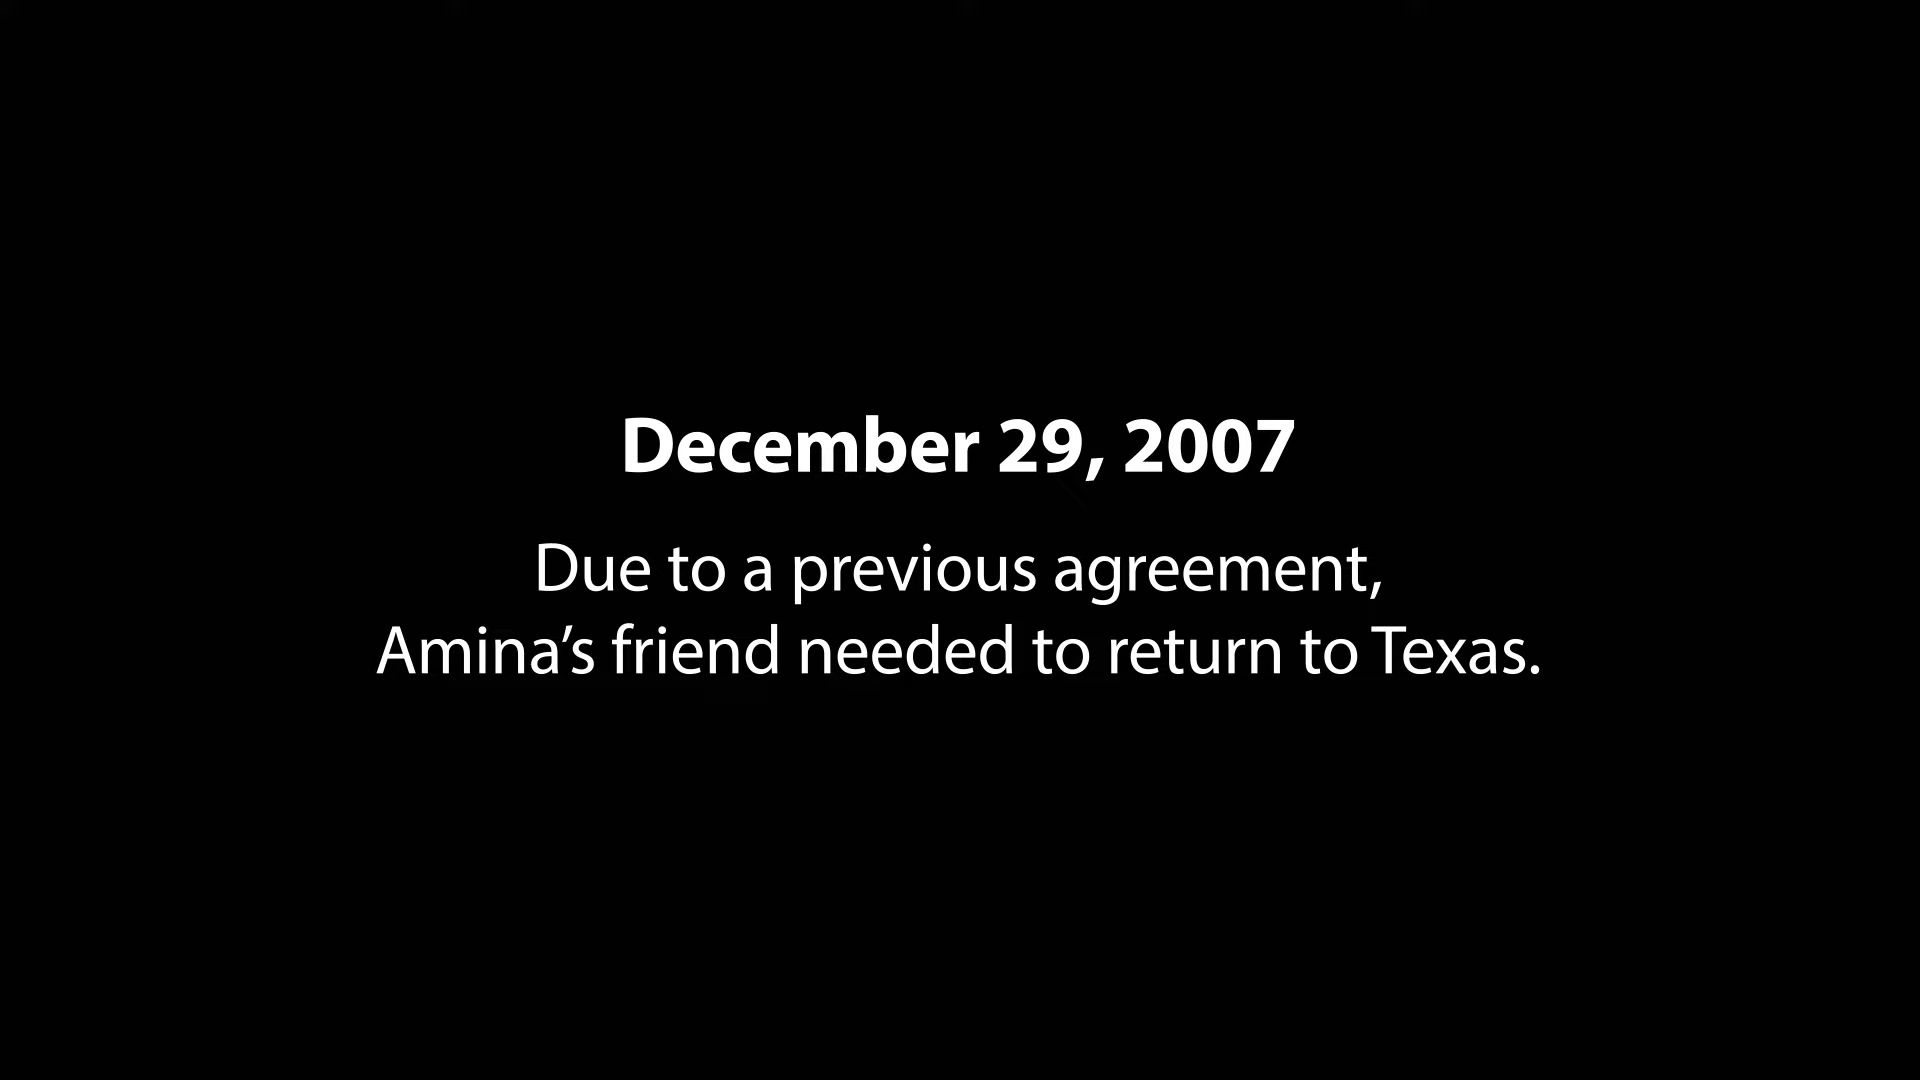 December 29, 2007
Due to a previous agreement,
Amina’s friend needed to return to Texas.